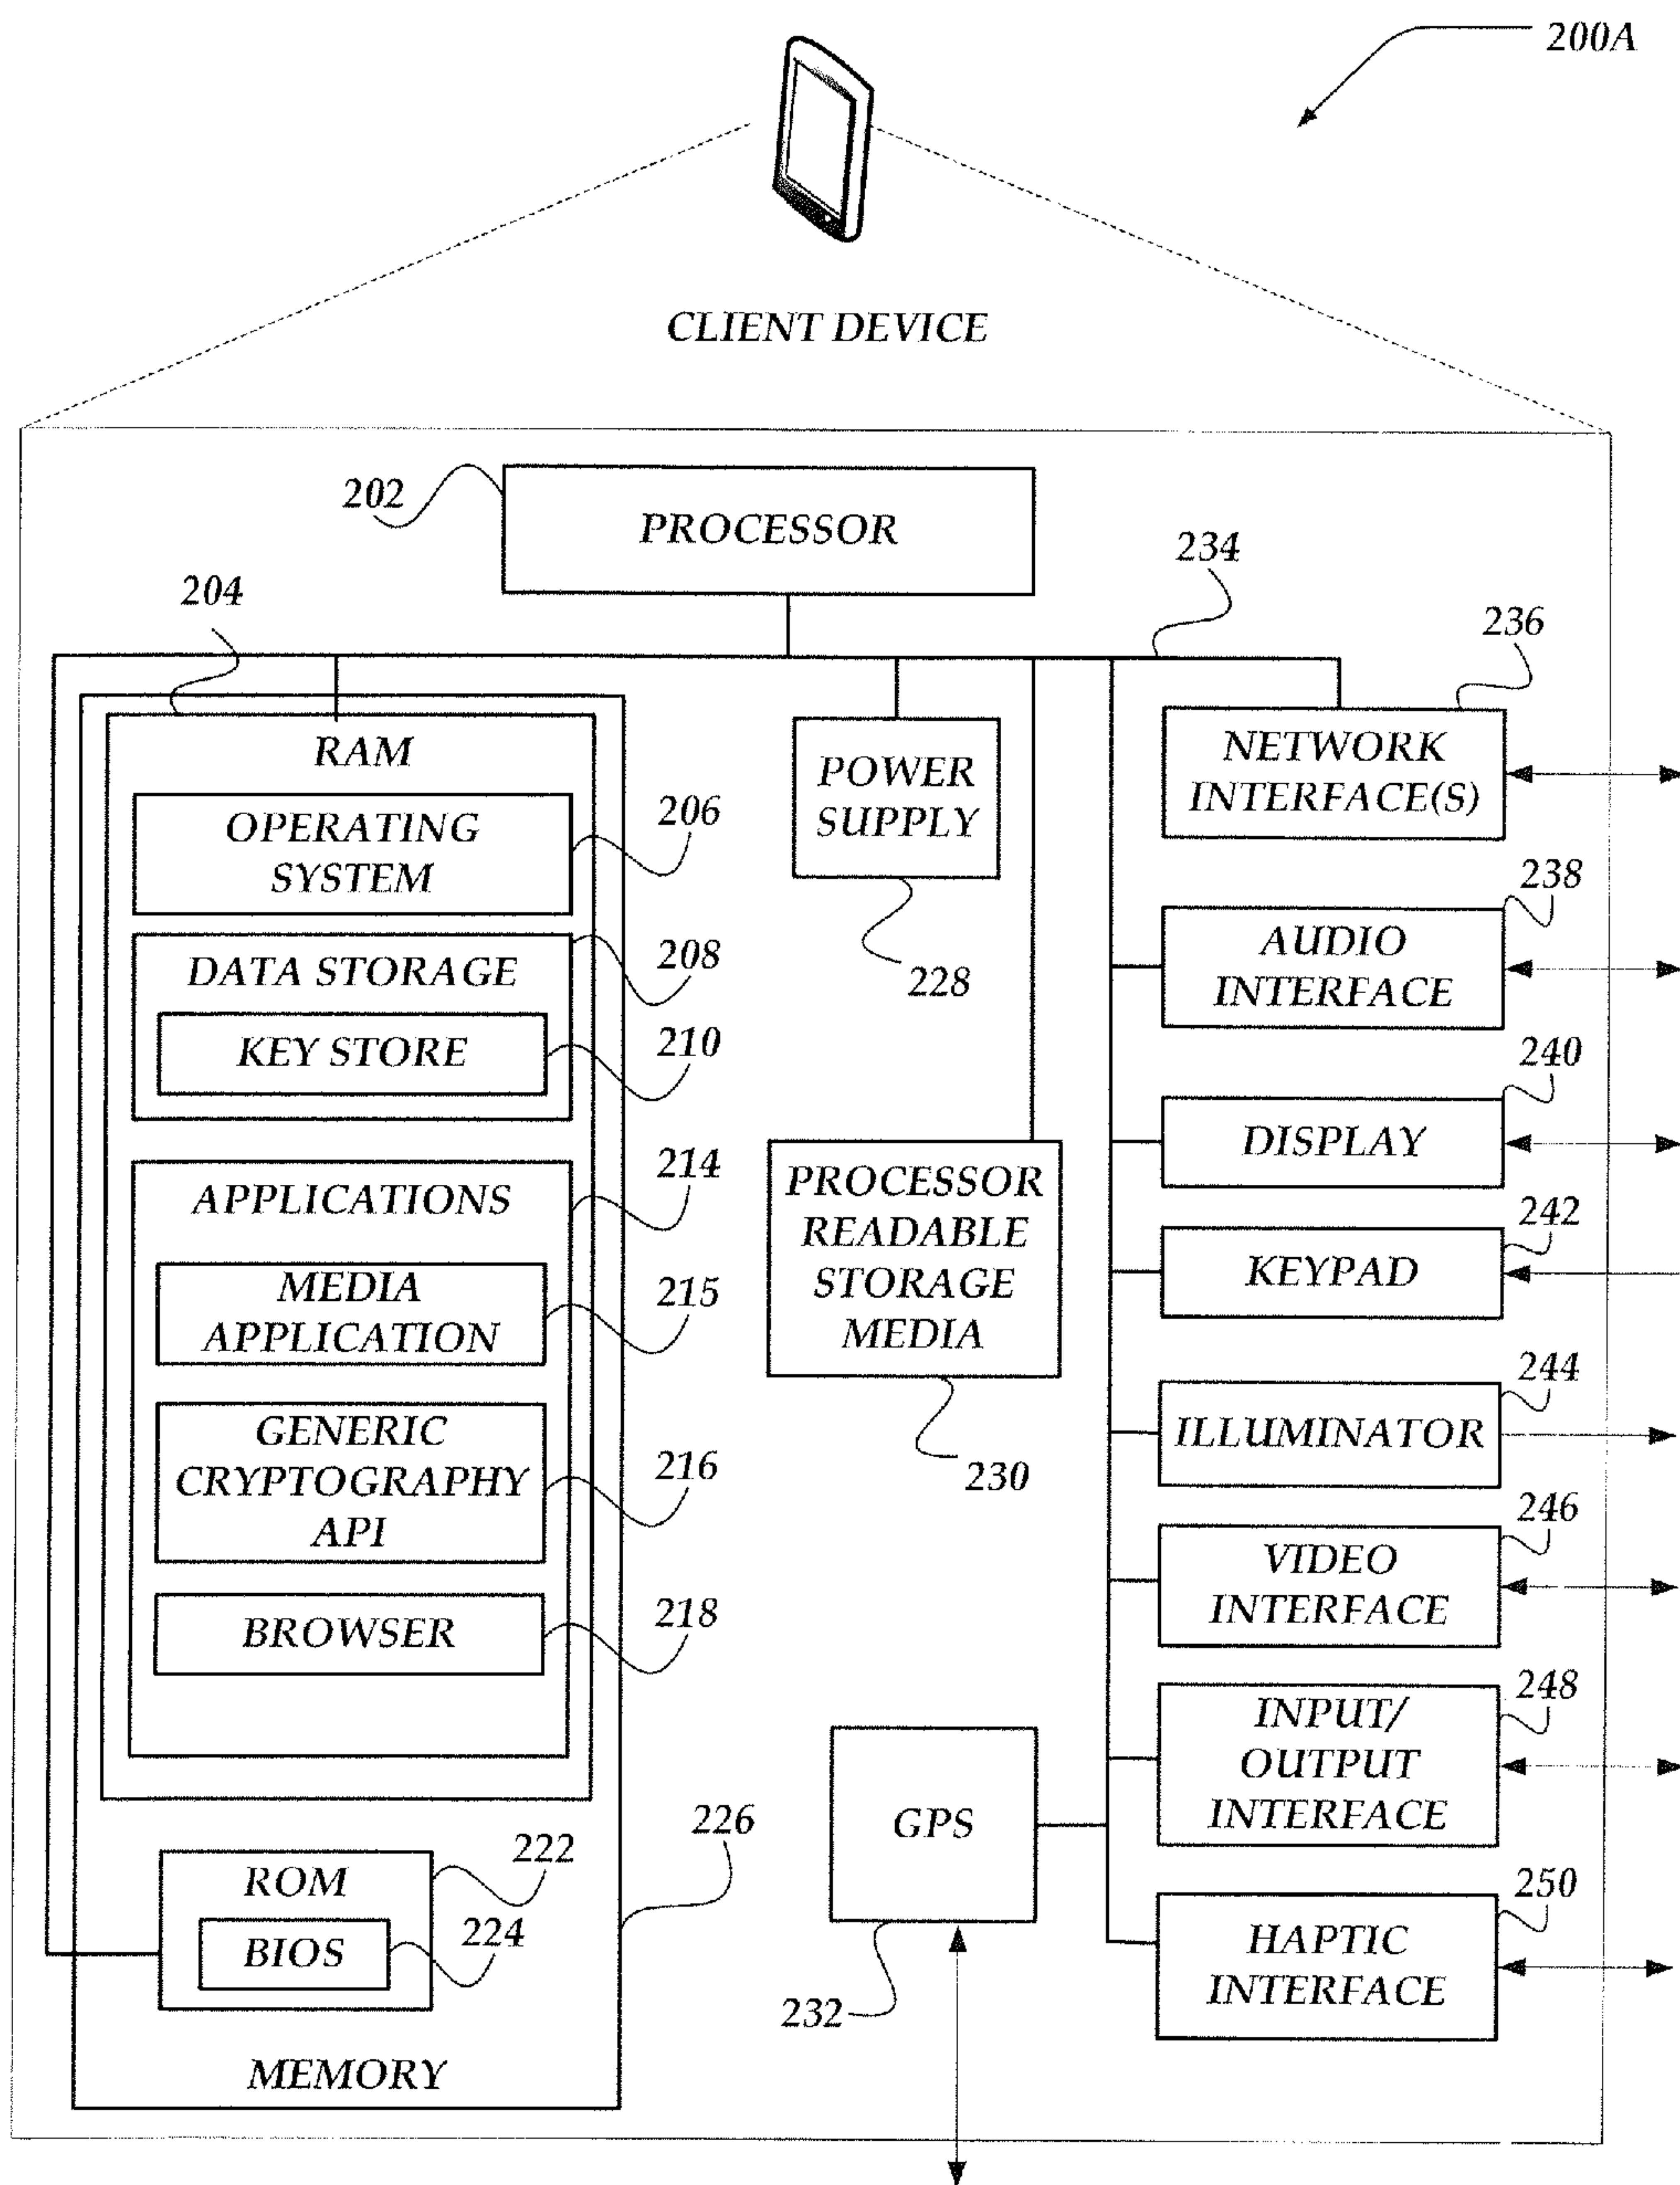 200A
CLIENT DEVICE
202
PROCESSOR
204
234
236
RAM
OPERATING
SYSTEM
206
DATA STORAGE
208
KEY STORE
210
APPLICATIONS
214
MEDIA
APPLICATION
215
GENERIC
CRYPTOGRAPHY
API
216
BROWSER
218
ROM
222
BIOS
224
226
MEMORY
POWER
SUPPLY
228
PROCESSOR
READABLE
STORAGE
MEDIA
230
GPS
232
NETWORK
INTERFACE(S)
238
AUDIO
INTERFACE
240
DISPLAY
242
KEYPAD
244
ILLUMINATOR
246
VIDEO
INTERFACE
248
INPUT/
OUTPUT
INTERFACE
250
HAPTIC
INTERFACE